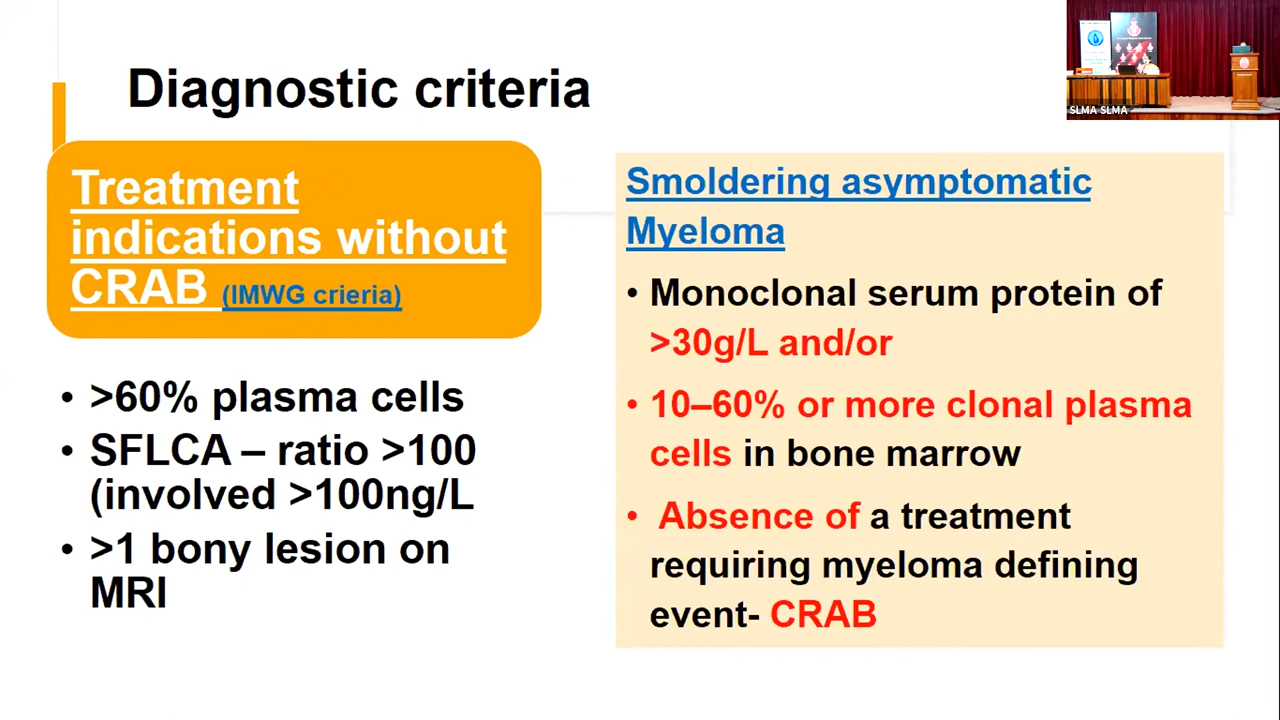 Diagnostic criteria
SLMA SLMA
Treatment
indications without
CRAB (IMWG crieria)
• >60% plasma cells
• SFLCA – ratio >100
(involved >100ng/L
• >1 bony lesion on
MRI
Smoldering asymptomatic
Myeloma
• Monoclonal serum protein of
>30g/L and/or
• 10–60% or more clonal plasma
cells in bone marrow
• Absence of a treatment
requiring myeloma defining
event- CRAB